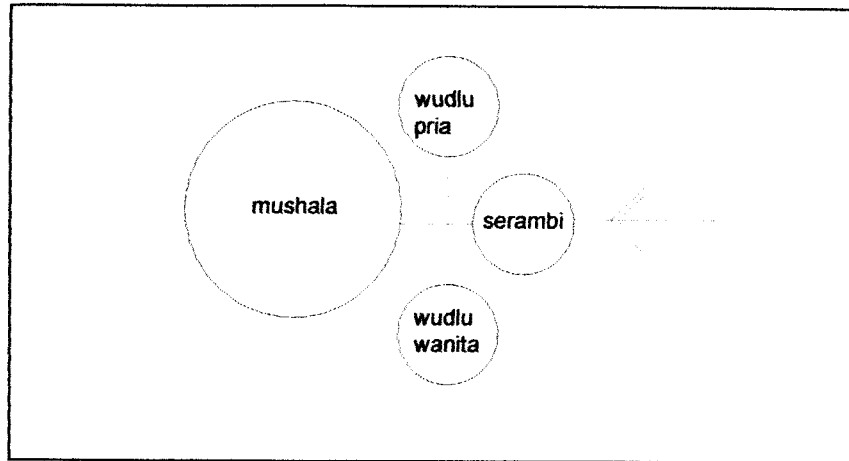 wudlu
pria
mushala
serambi
wudlu
wanita